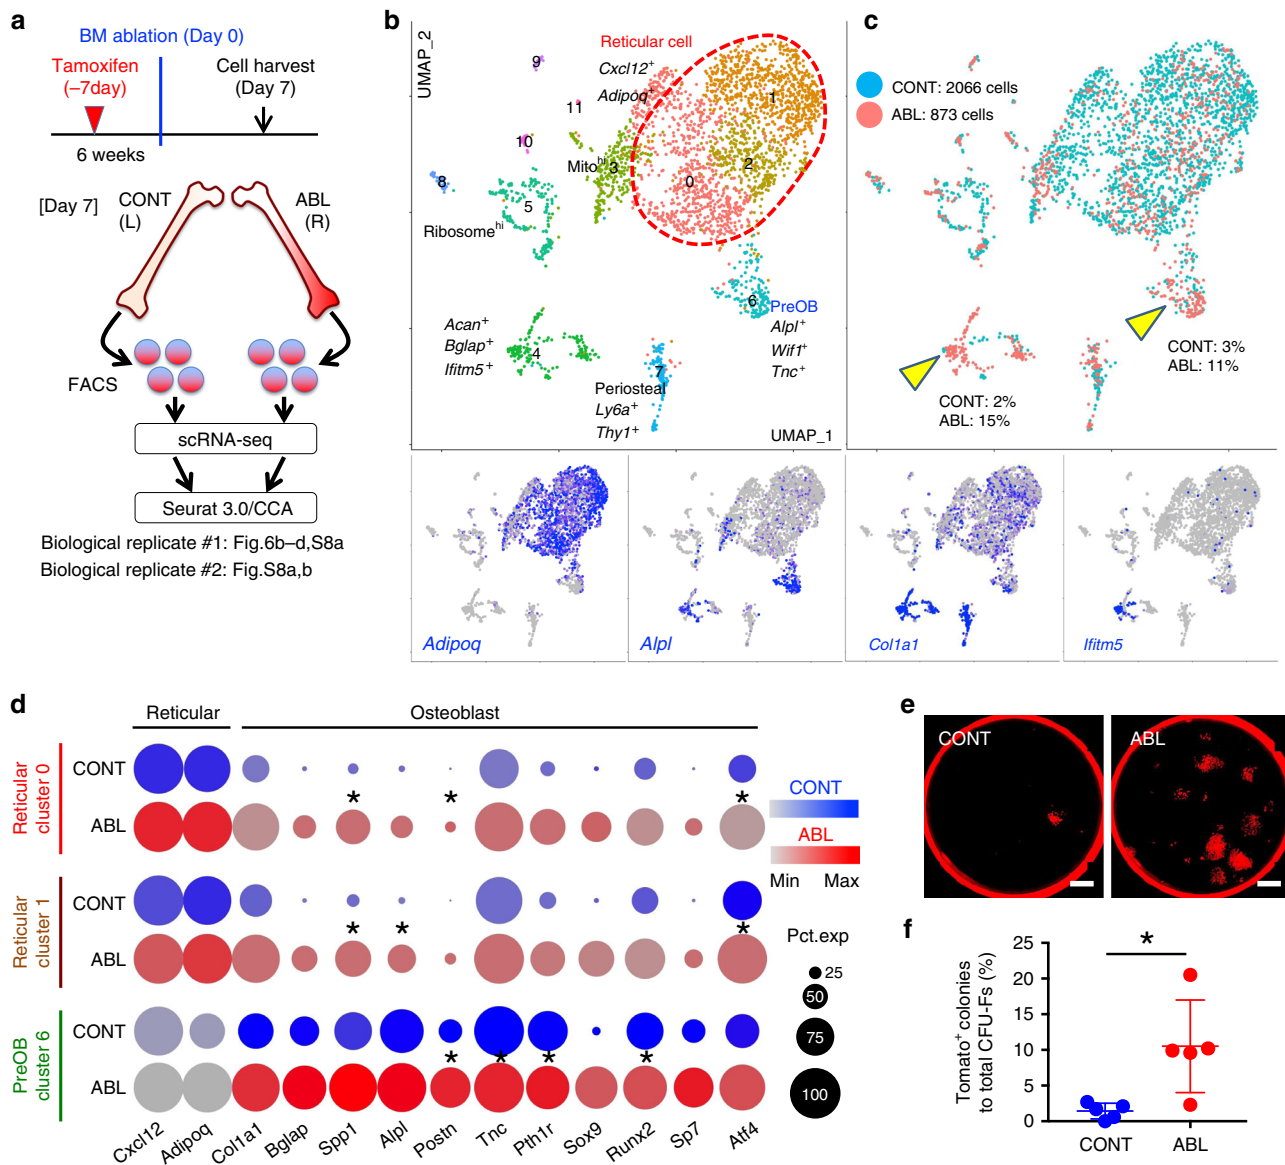 a
BM ablation (Day 0)
Tamoxifen
(–7day)
Cell harvest
(Day 7)
6 weeks
[Day 7]
CONT
(L)
ABL
(R)
FACS
scRNA-seq
Seurat 3.0/CCA
Biological replicate #1: Fig.6b–d,S8a
Biological replicate #2: Fig.S8a,b
b
UMAP_2
Reticular cell
Cxcl12+
Adipoq+
9
11
10
8
5
Ribosomehi
Mitohi
3
0
1
2
6
PreOB
Alpl+
Wif1+
Tnc+
Acan+
Bglap+
Ifitm5+
4
7
Periosteal
Ly6a+
Thy1+
UMAP_1
c
CONT: 2066 cells
ABL: 873 cells
CONT: 3%
ABL: 11%
CONT: 2%
ABL: 15%
Adipoq
Alpl
Col1a1
Ifitm5
d
Reticular
Osteoblast
Reticular
cluster 0
CONT
* * *
ABL
Reticular
cluster 1
CONT
* * *
ABL
PreOB
cluster 6
CONT
* * * *
ABL
Cxcl12
Adipoq
Col1a1
Bglap
Spp1
Alpl
Postn
Tnc
Pth1r
Sox9
Runx2
Sp7
Atf4
CONT
ABL
Min Max
Pct.exp
25
50
75
100
e
CONT
ABL
f
Tomato+ colonies
to total CFU-Fs (%)
25
20
15
10
5
0
*
CONT
ABL